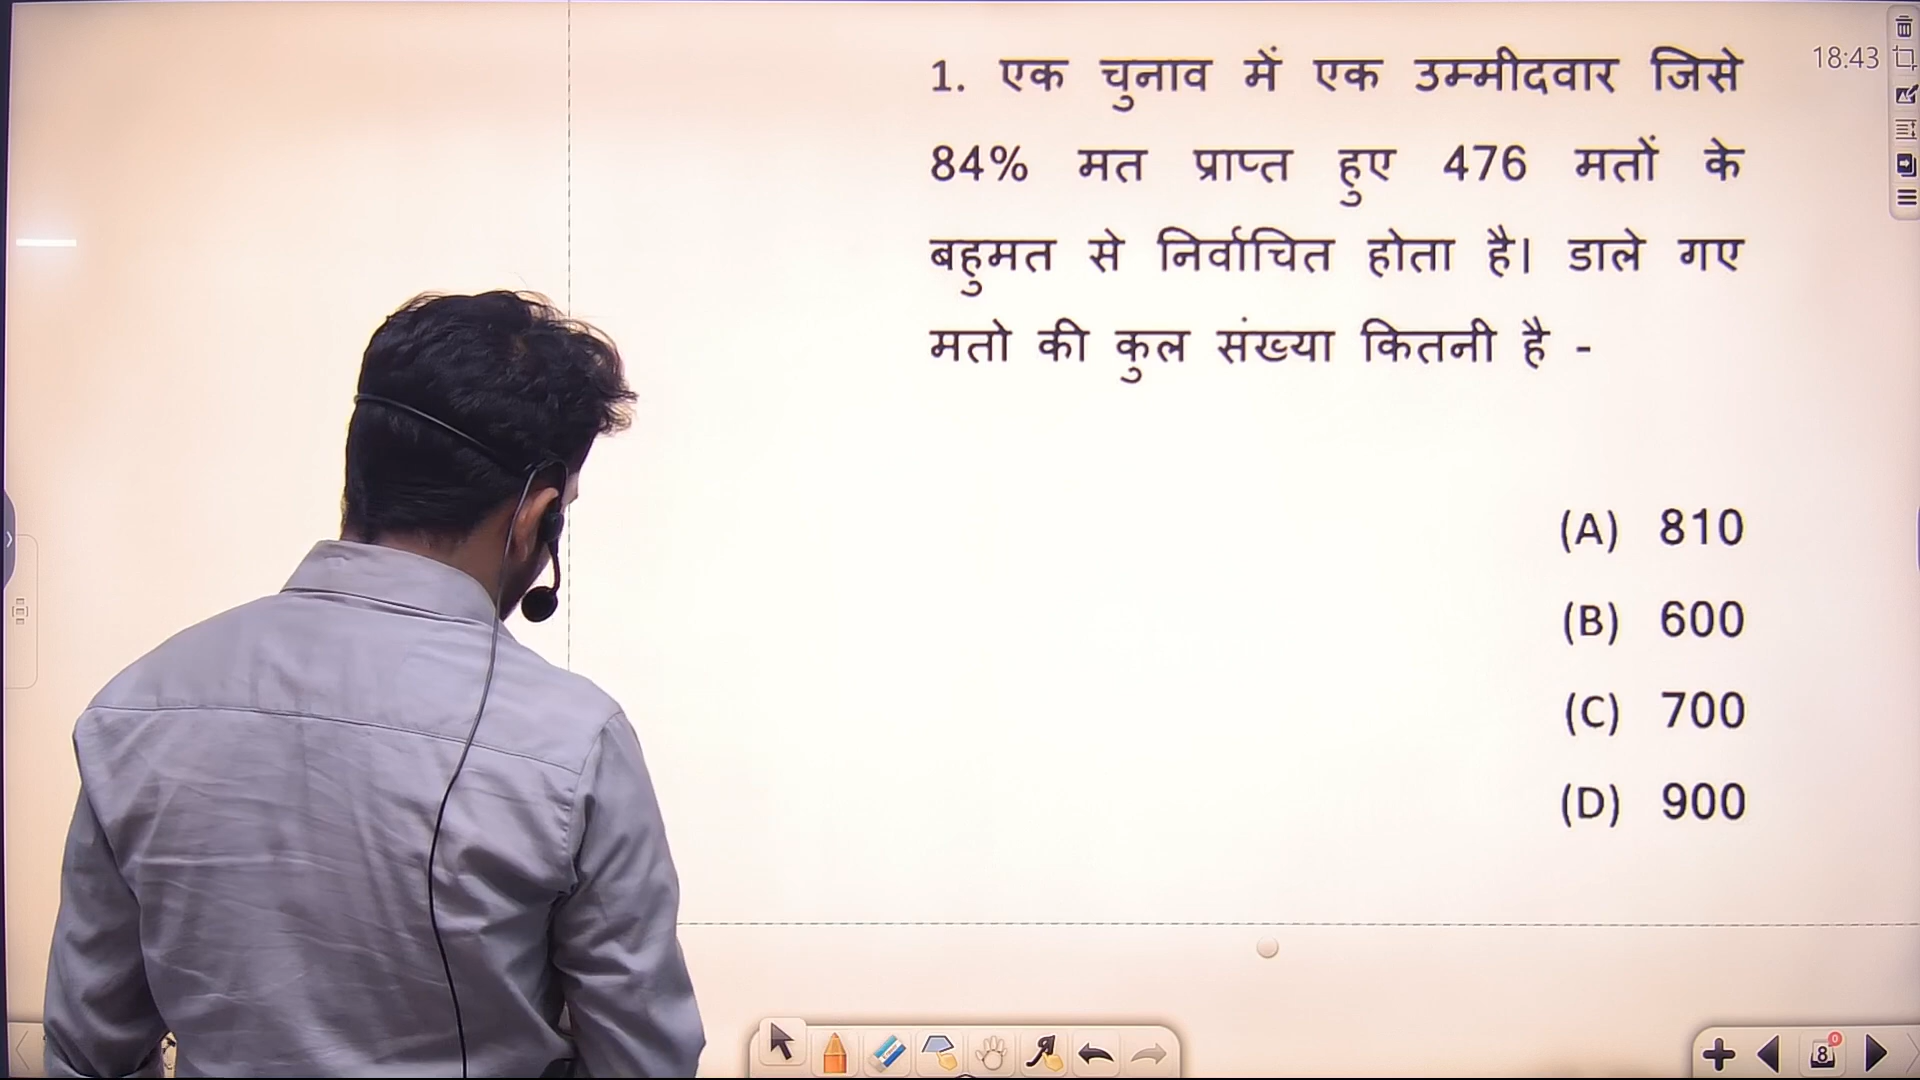 18:43
1. एक चुनाव में एक उम्मीदवार जिसे
84% मत प्राप्त हुए 476 मतों के
बहुमत से निर्वाचित होता है। डाले गए
मतो की कुल संख्या कितनी है -
(A) 810
(B) 600
(C) 700
(D) 900
8
0